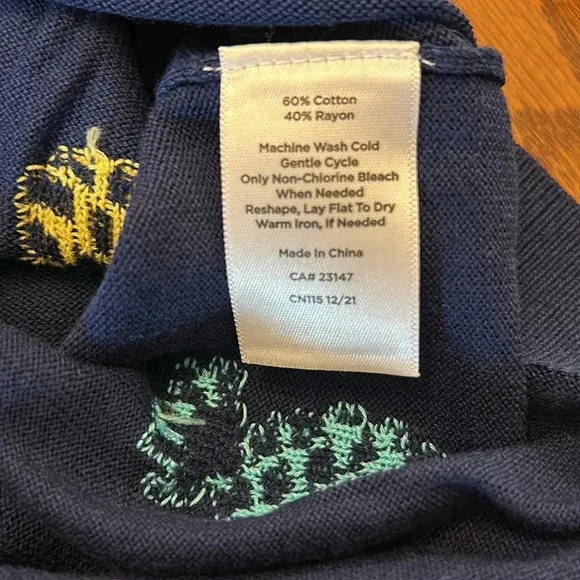 60% Cotton
40% Rayon
Machine Wash Cold
Gentle Cycle
Only Non-Chlorine Bleach
When Needed
Reshape, Lay Flat To Dry
Warm Iron, If Needed
Made In China
CA# 23147
CN115 12/21